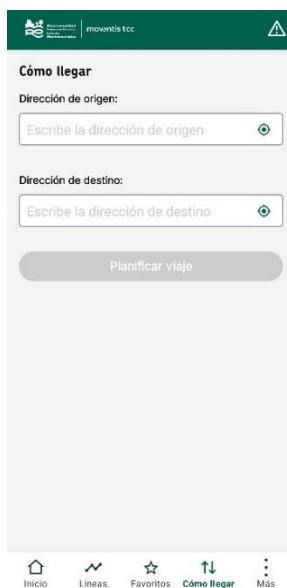 movantis tcc
Cómo llegar
Dirección de origen:
Escribe la dirección de origen
Dirección de destino:
Escribe la dirección de destino
Planificar viaje
Inicio
Líneas
Favoritos
Cómo llegar
Más